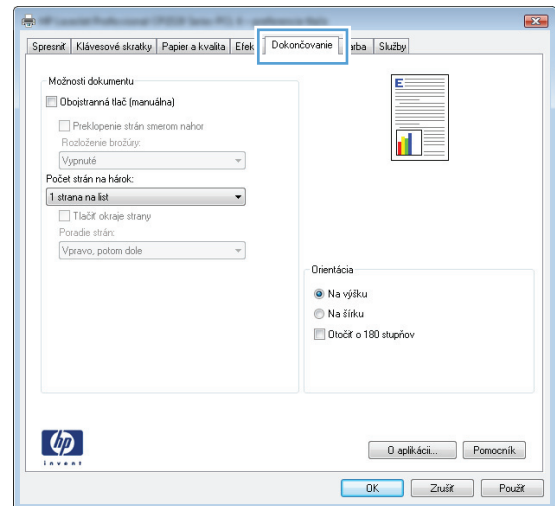 Spresniť Klávesové skratky Papier a kvalita Efek Dokončovanie arba Služby
Možnosti dokumentu
Obojstranná tlač (manuálna)
Preklopenie strán smerom nahor
Rozloženie brožúry:
Vypnuté
Počet strán na hárok:
1 strana na list
Tlačiť okraje strany
Poradie strán:
Vpravo, potom dole
E
Orientácia
Na výšku
Na šírku
Otočiť o 180 stupňov
hp
invent
O aplikácii... Pomocník
OK Zrušiť Použiť